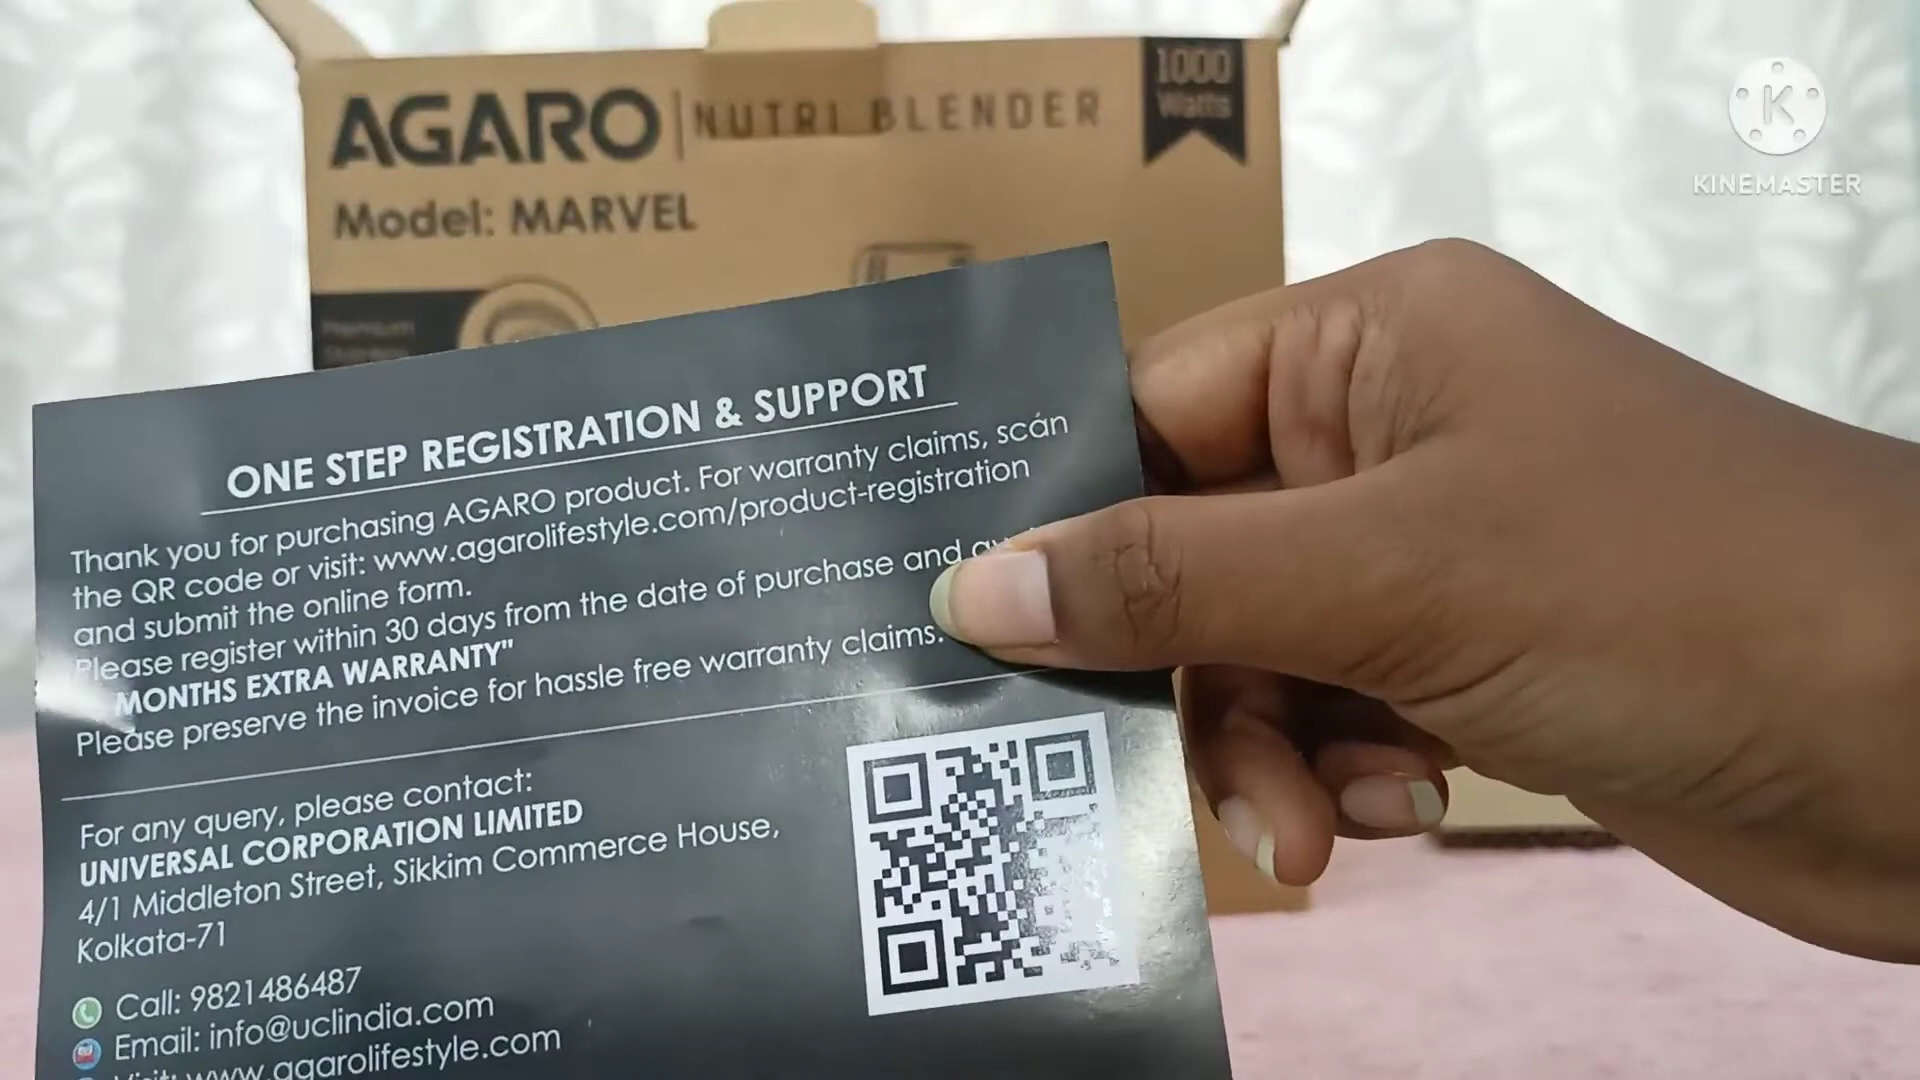 AGARO NUTRI BLENDER
1000
Watts
Model: MARVEL
Premium
KINEMASTER
ONE STEP REGISTRATION & SUPPORT
Thank you for purchasing AGARO product. For warranty claims, scan
the QR code or visit: www.agarolifestyle.com/product-registration
and submit the online form.
Please register within 30 days from the date of purchase and
MONTHS EXTRA WARRANTY"
Please preserve the invoice for hassle free warranty claims.
For any query, please contact:
UNIVERSAL CORPORATION LIMITED
4/1 Middleton Street, Sikkim Commerce House,
Kolkata-71
Call: 9821486487
Email: info@uclindia.com
Visit: www.agarolifestyle.com